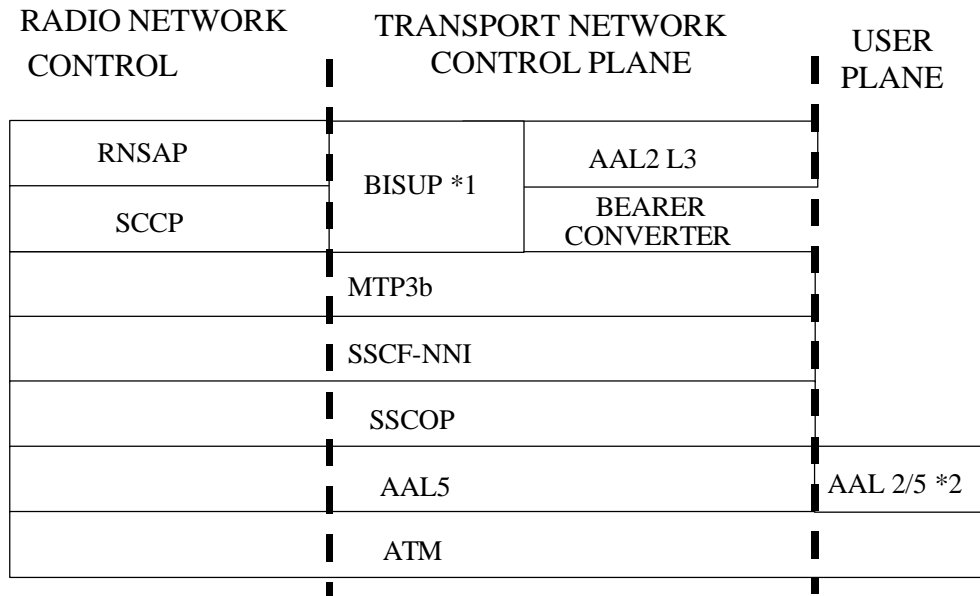 RADIO NETWORK
CONTROL
TRANSPORT NETWORK
CONTROL PLANE
USER
PLANE
RNSAP
BISUP *1
AAL2 L3
SCCP
BEARER
CONVERTER
MTP3b
SSCF-NNI
SSCOP
AAL5
AAL 2/5 *2
ATM